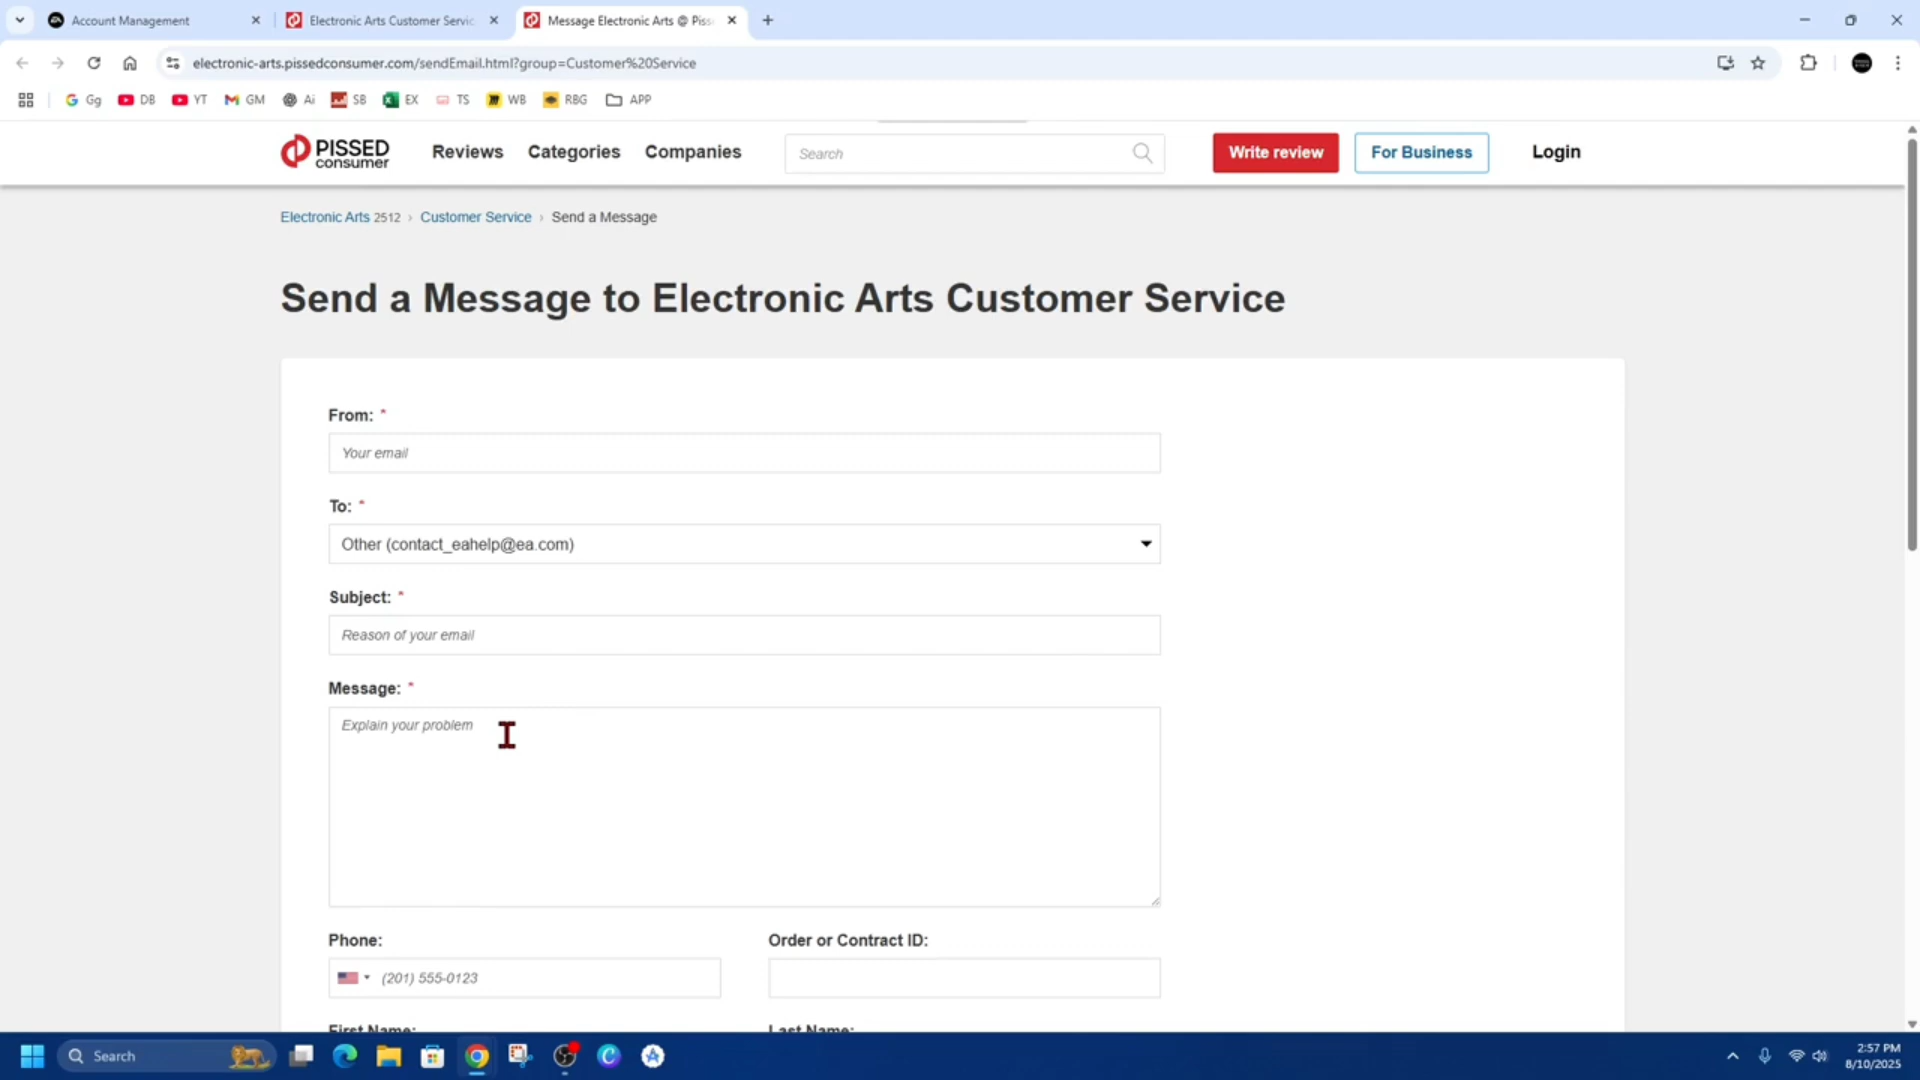 Account Management
Electronic Arts Customer Servic
Message Electronic Arts @ Piss
electronic-arts.pissedconsumer.com/sendEmail.html?group=Customer%20Service
Gg DB YT GM Ai SB EX TS WB RBG APP
PISSED
consumer
Reviews Categories Companies
Search
Write review
For Business
Login
Electronic Arts 2512 › Customer Service › Send a Message
Send a Message to Electronic Arts Customer Service
From: *
Your email
To: *
Other (contact_eahelp@ea.com)
Subject: *
Reason of your email
Message: *
Explain your problem
Phone: Order or Contract ID:
(201) 555-0123
First Name: Last Name:
Search
2:57 PM
8/10/2025